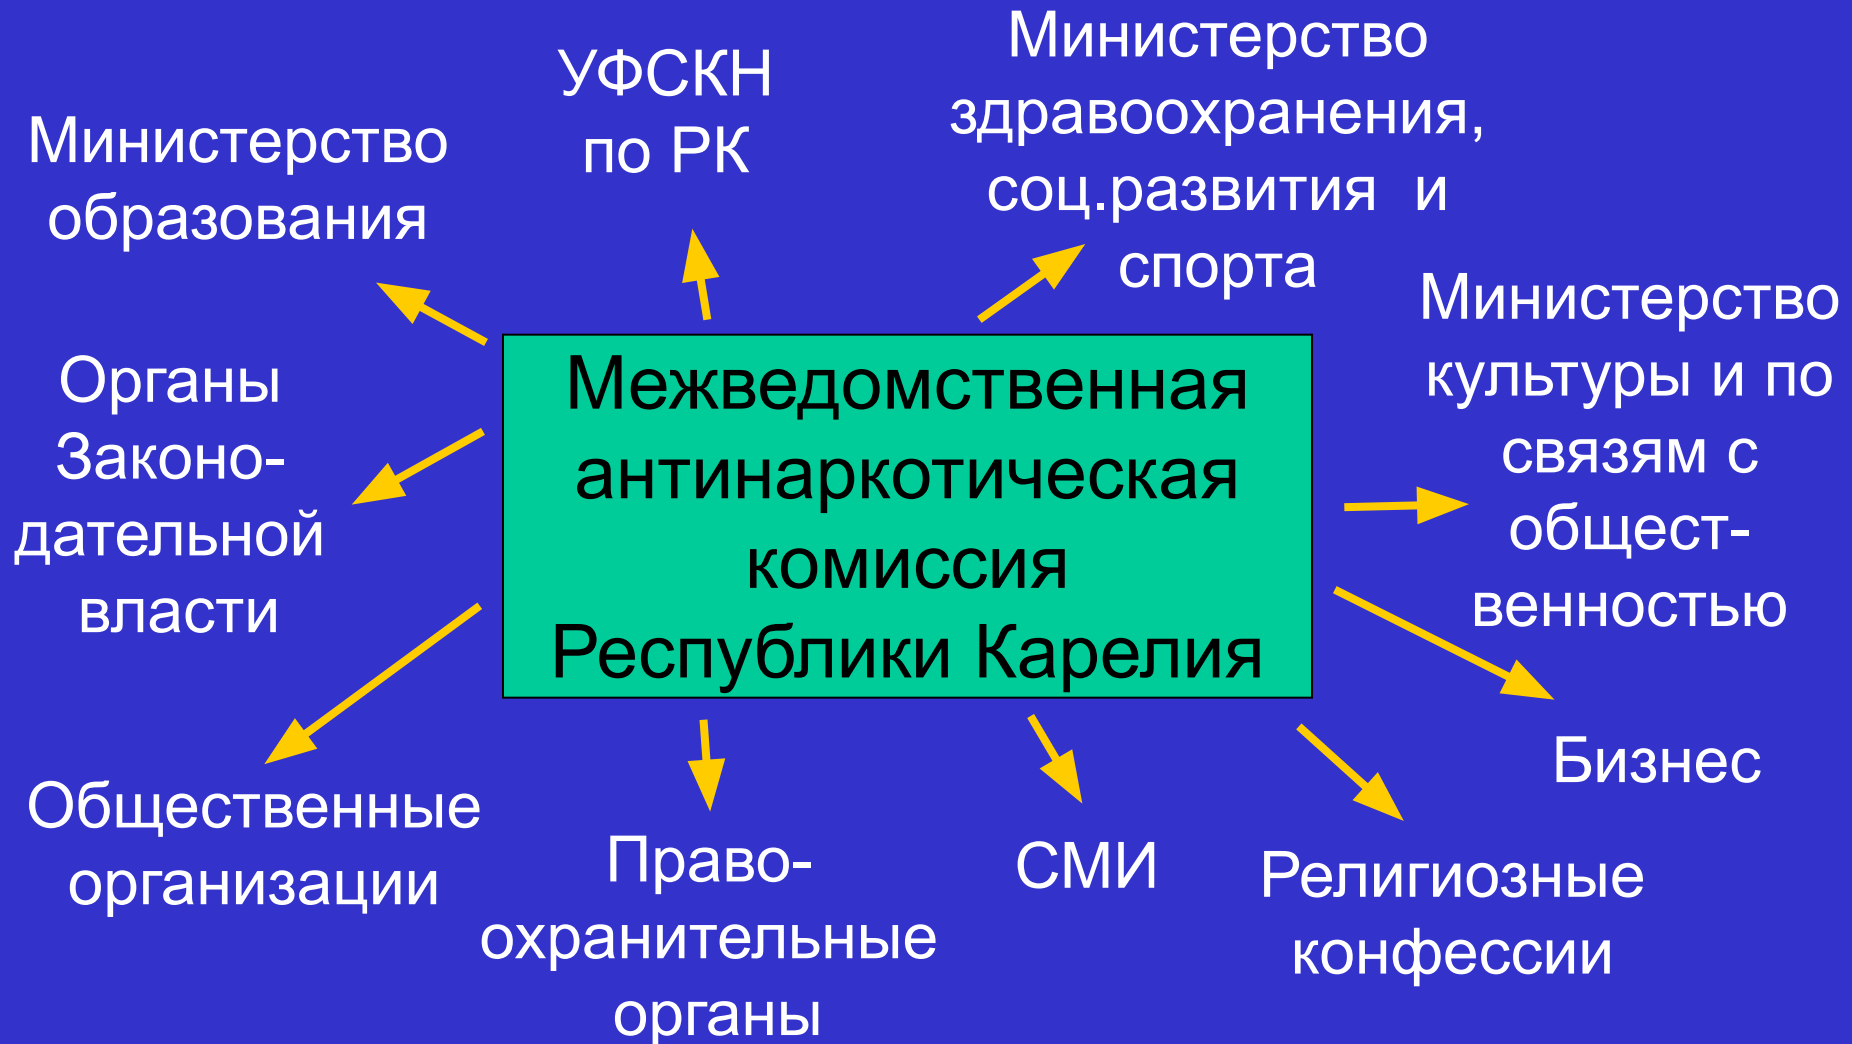 Министерство
образования
УФСКН
по РК
Министерство
здравоохранения,
соц.развития и
спорта
Министерство
культуры и по
связям с
общест-
венностью
Органы
Законо-
дательной
власти
Межведомственная
антинаркотическая
комиссия
Республики Карелия
Бизнес
Общественные
организации
Право-
охранительные
органы
СМИ
Религиозные
конфессии